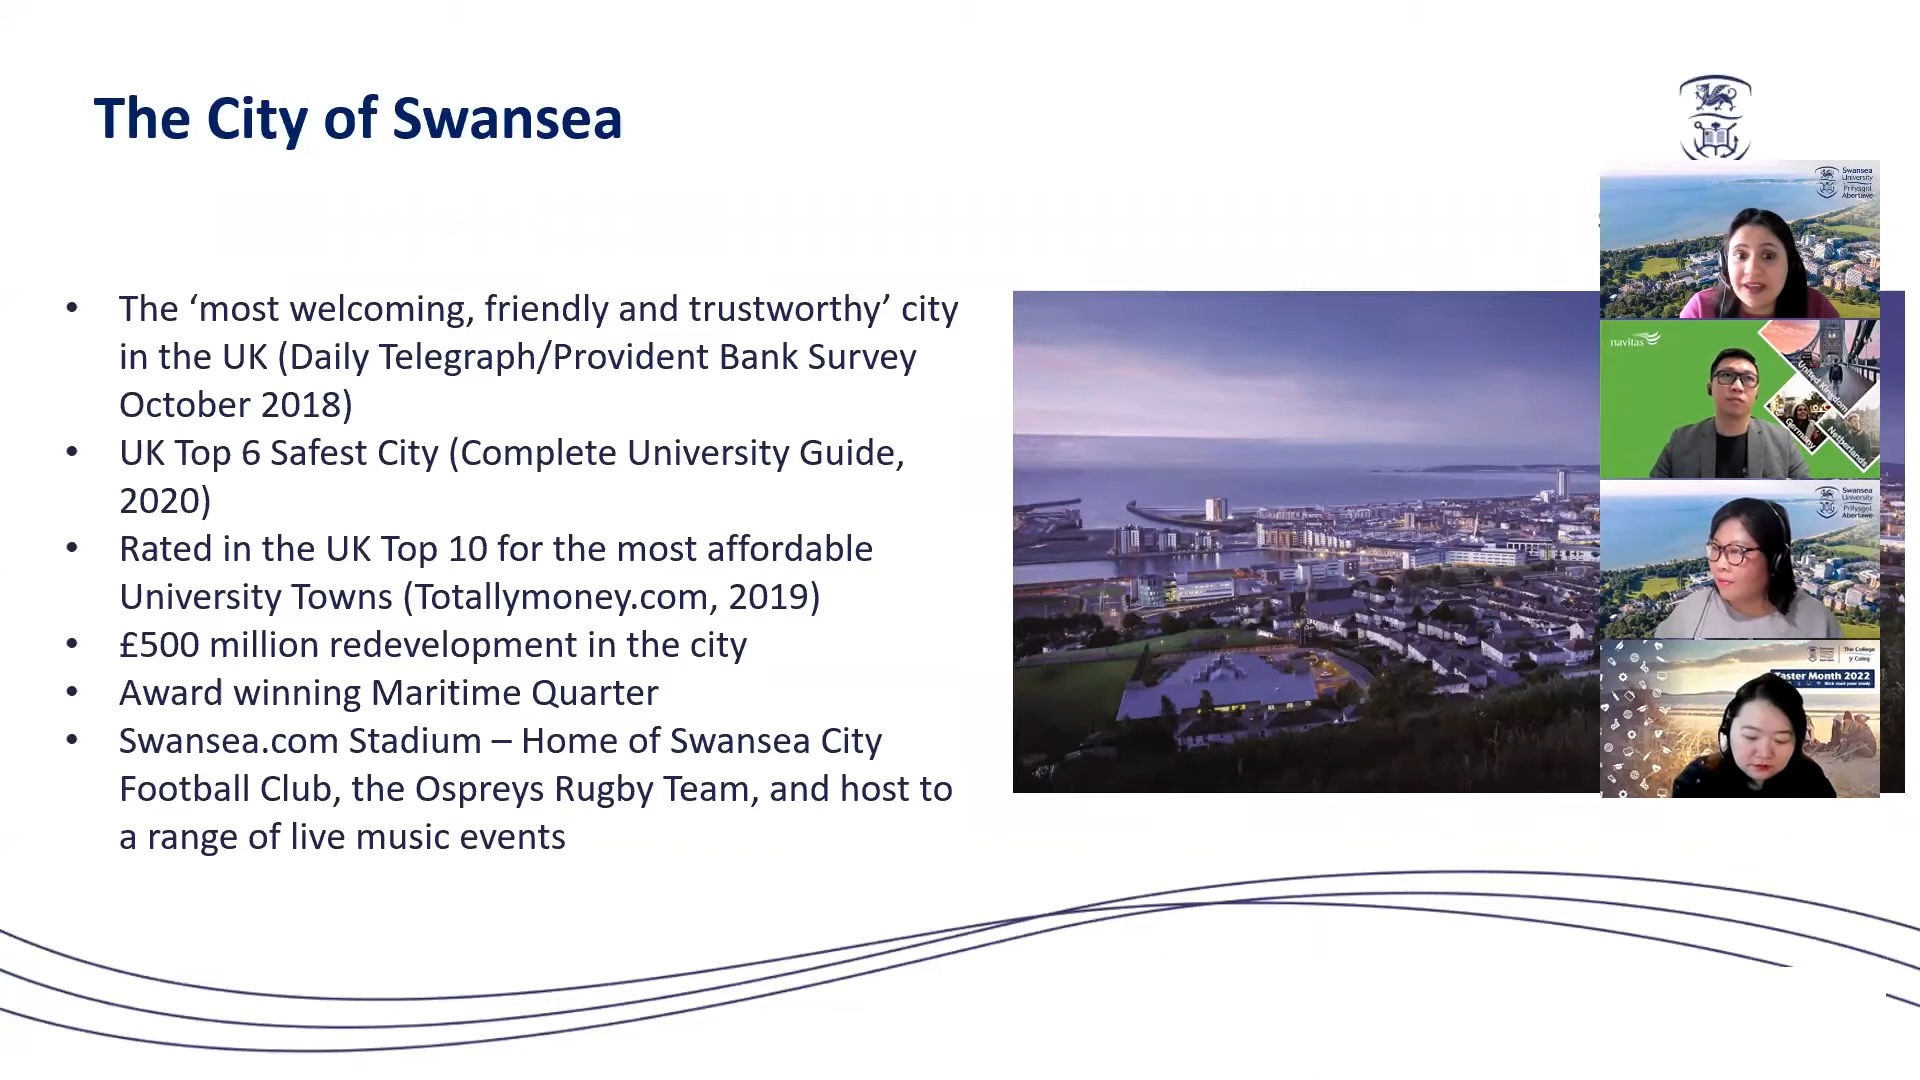 The City of Swansea
• The ‘most welcoming, friendly and trustworthy’ city
in the UK (Daily Telegraph/Provident Bank Survey
October 2018)
• UK Top 6 Safest City (Complete University Guide,
2020)
• Rated in the UK Top 10 for the most affordable
University Towns (Totallymoney.com, 2019)
• £500 million redevelopment in the city
• Award winning Maritime Quarter
• Swansea.com Stadium – Home of Swansea City
Football Club, the Ospreys Rugby Team, and host to
a range of live music events
Swansea
University
Prifysgol
Abertawe
navitas
United Kingdom
Germany
Netherlands
Swansea
University
Prifysgol
Abertawe
The College
Y Coleg
Taster Month 2022